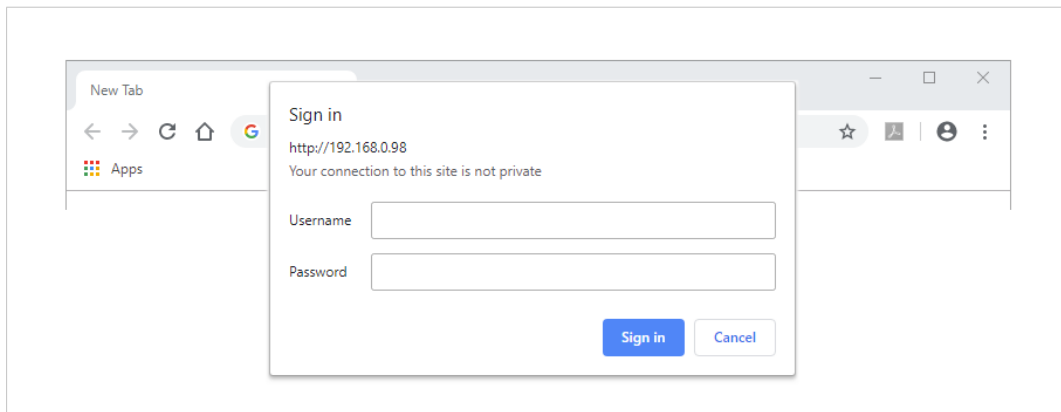 New Tab
Apps
Sign in
http://192.168.0.98
Your connection to this site is not private
Username
Password
Sign in
Cancel